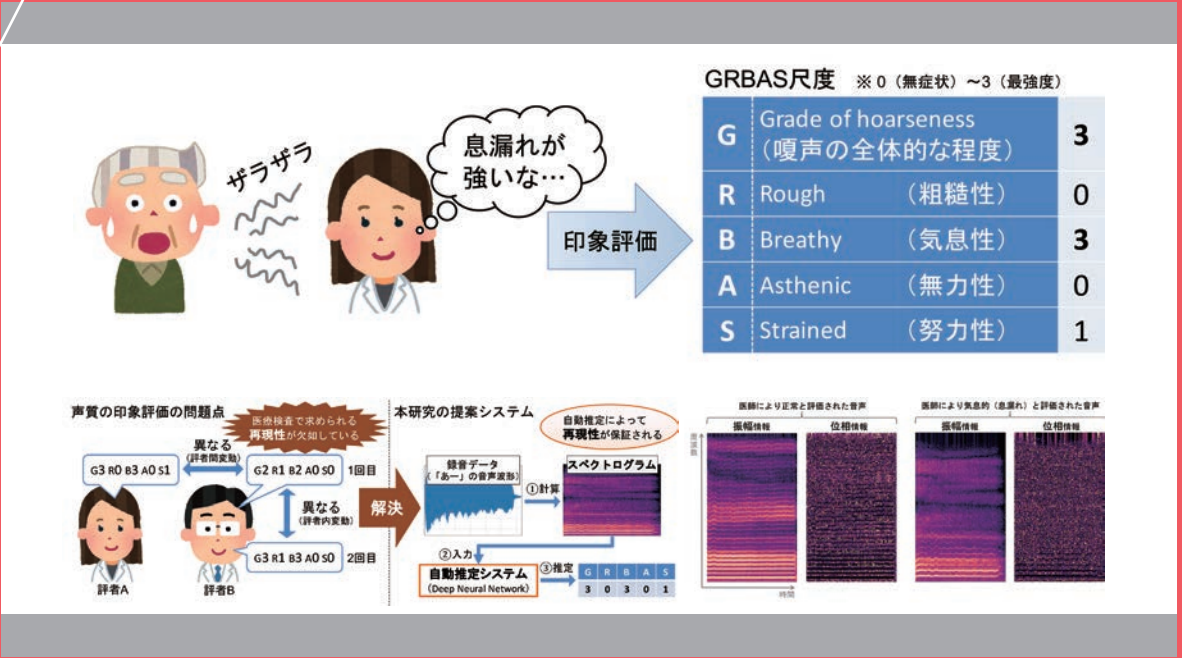 GRBAS尺度 ※0(無症状)~3(最強度)
ザラザラ
息漏れが
強いな…
印象評価
G Grade of hoarseness
(嗄声の全体的な程度) 3
R Rough (粗糙性) 0
B Breathy (気息性) 3
A Asthenic (無力性) 0
S Strained (努力性) 1
声質の印象評価の問題点
医療検査で求められる
再現性が欠如している
異なる
(評者間変動)
G3 R0 B3 A0 S1
G2 R1 B2 A0 S0 1回目
異なる
(評者内変動)
G3 R1 B3 A0 S0 2回目
評者A
評者B
解決
本研究の提案システム
自動推定によって
再現性が保証される
録音データ
(「あー」の音声波形)
①計算
スペクトログラム
②入力
自動推定システム
(Deep Neural Network)
③推定
G R B A S
3 0 3 0 1
医師により正常と評価された音声
振幅情報 位相情報
周波数
時間
医師により気息的(息漏れ)と評価された音声
振幅情報 位相情報